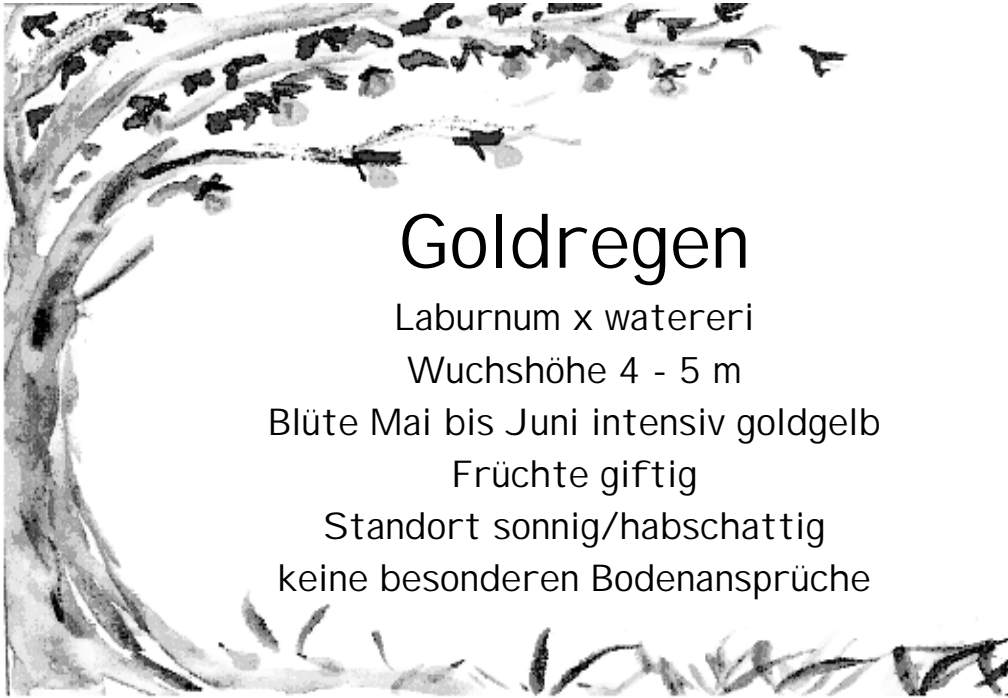 Goldregen
Laburnum x watereri
Wuchshöhe 4 - 5 m
Blüte Mai bis Juni intensiv goldgelb
Früchte giftig
Standort sonnig/habschattig
keine besonderen Bodenansprüche